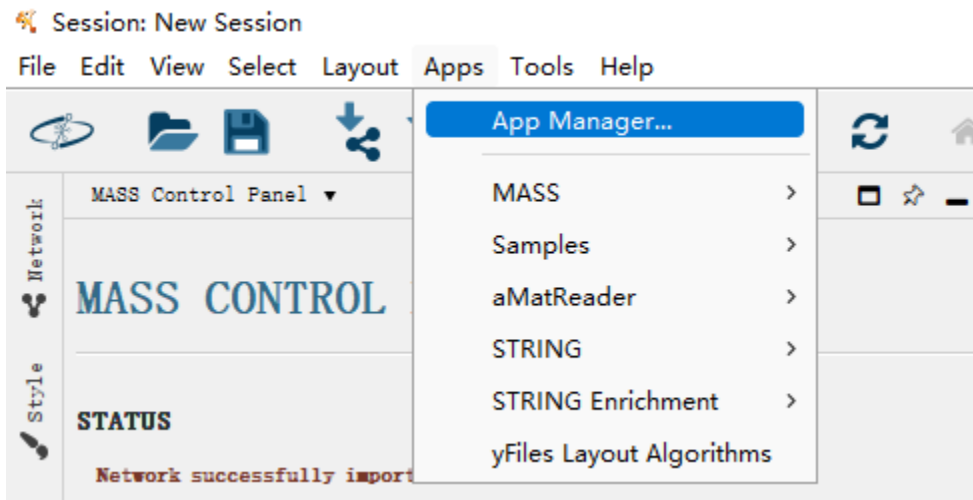 Session: New Session
File Edit View Select Layout Apps Tools Help
App Manager...
MASS Control Panel
MASS
Samples
Network
MASS CONTROL
aMatReader
STRING
Style
STATUS
STRING Enrichment
yFiles Layout Algorithms
Network successfully import